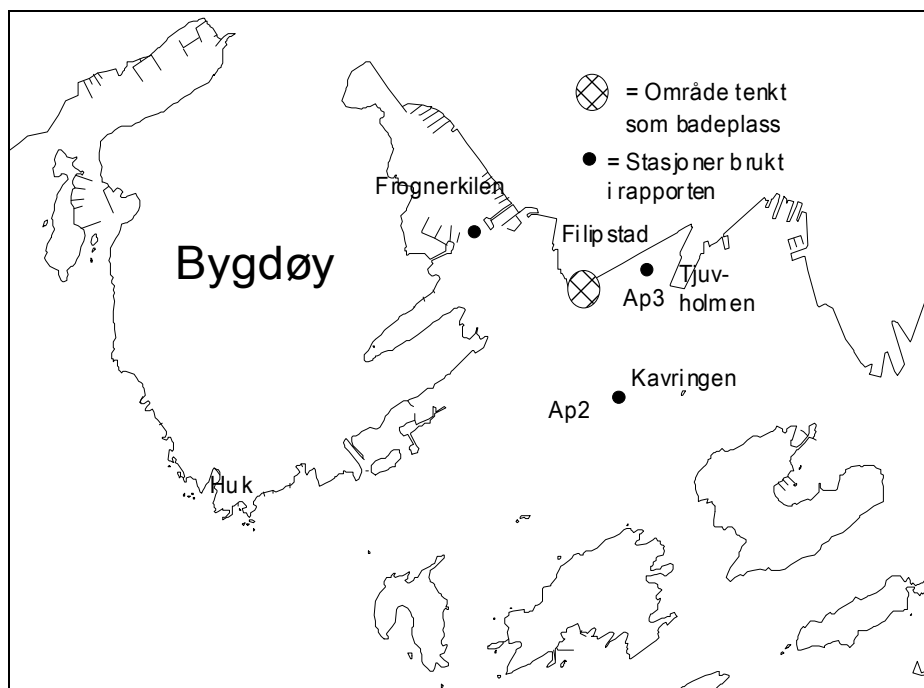 = Område tenkt
som badeplass
= Stasjoner brukt
i rapporten
Frognerkilen
Filipstad
Bygdøy
Tjuv-
holmen
Ap3
Kavringen
Ap2
Huk